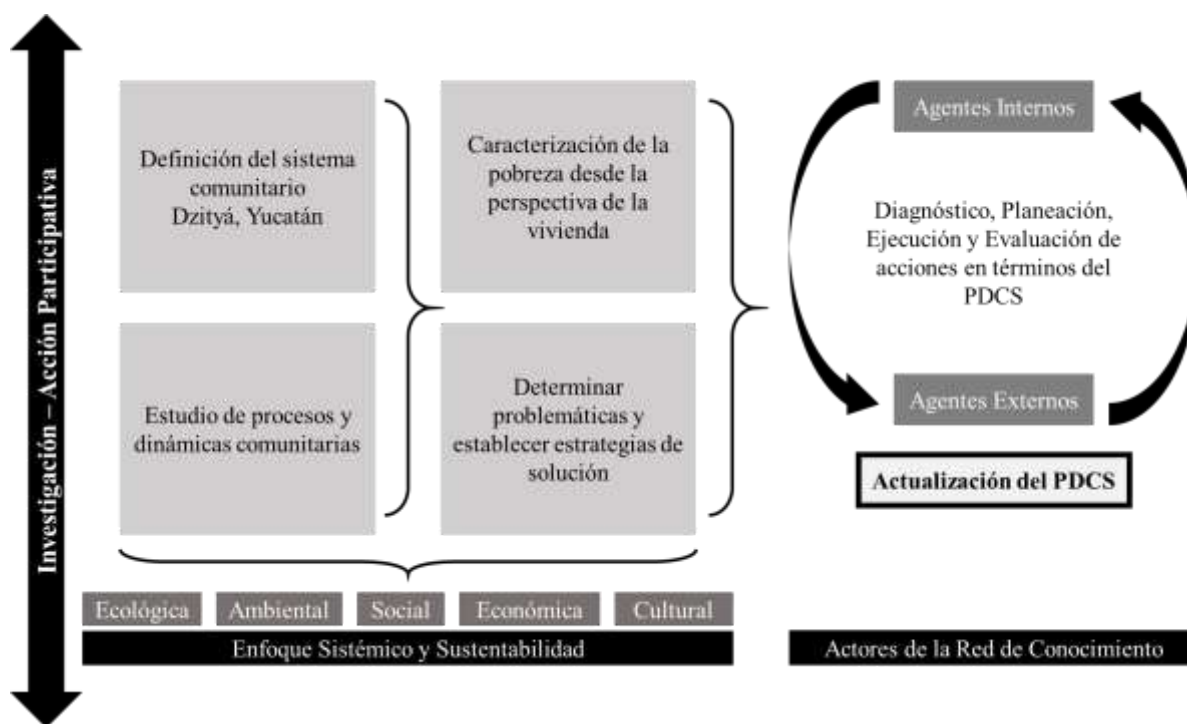 Investigación – Acción Participativa
Definición del sistema
comunitario
Dzityá, Yucatán
Caracterización de la
pobreza desde la
perspectiva de la
vivienda
Estudio de procesos y
dinámicas comunitarias
Determinar
problemáticas y
establecer estrategias de
solución
Agentes Internos
Diagnóstico, Planeación,
Ejecución y Evaluación de
acciones en términos del
PDCS
Agentes Externos
Actualización del PDCS
Ecológica
Ambiental
Social
Económica
Cultural
Enfoque Sistémico y Sustentabilidad
Actores de la Red de Conocimiento